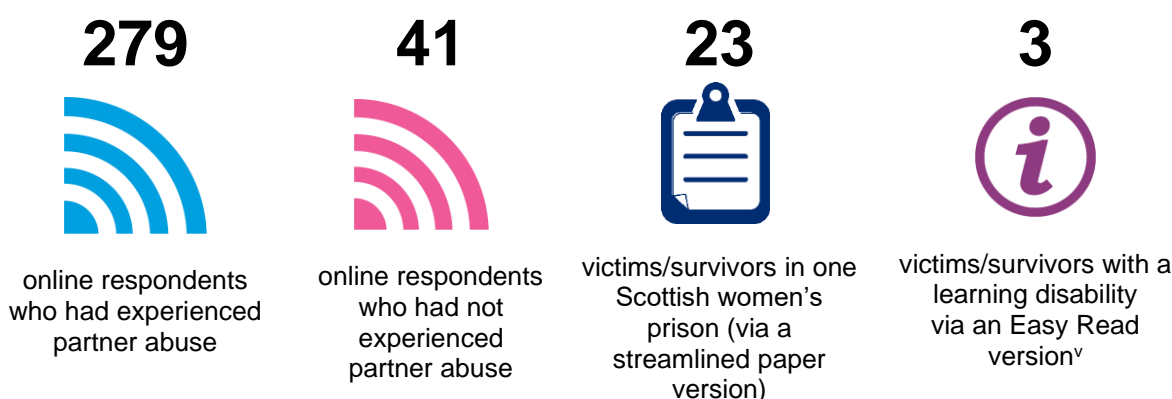 279
online respondents
who had experienced
partner abuse
41
online respondents
who had not
experienced
partner abuse
23
victims/survivors in one
Scottish women's
prison (via a
streamlined paper
version)
3
i
victims/survivors with a
learning disability
via an Easy Read
versionᵛ